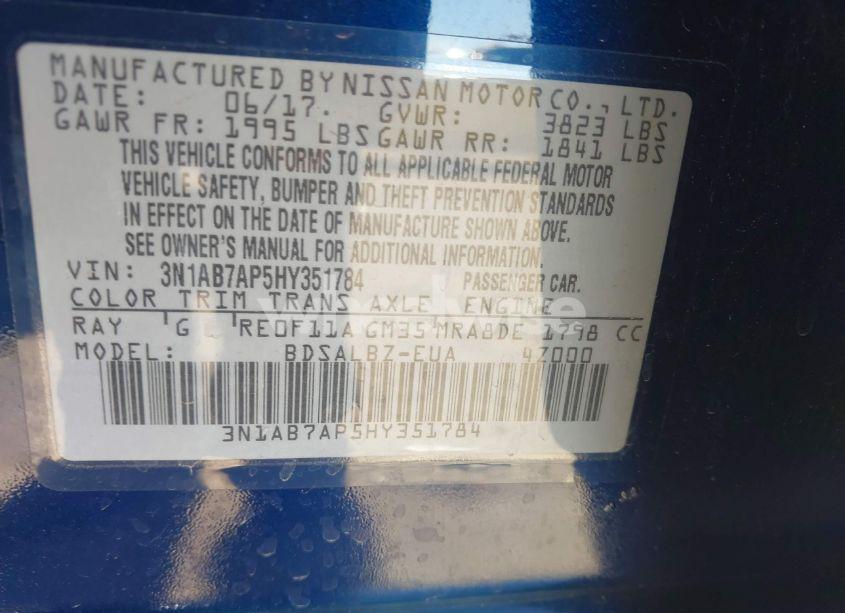 MANUFACTURED BY NISSAN MOTOR CO., LTD.
DATE: 06/17. GVWR: 3823 LBS
GAWR FR: 1995 LBS GAWR RR: 1841 LBS
THIS VEHICLE CONFORMS TO ALL APPLICABLE FEDERAL MOTOR
VEHICLE SAFETY, BUMPER AND THEFT PREVENTION STANDARDS
IN EFFECT ON THE DATE OF MANUFACTURE SHOWN ABOVE.
SEE OWNER'S MANUAL FOR ADDITIONAL INFORMATION.
VIN: 3N1AB7AP5HY351784 PASSENGER CAR.
COLOR TRIM TRANS AXLE ENGINE
RAY G RE0F11A GM35 MRA8DE 1798 CC
MODEL: BDSALBZ-EUA 4Z000
3N1AB7AP5HY351784